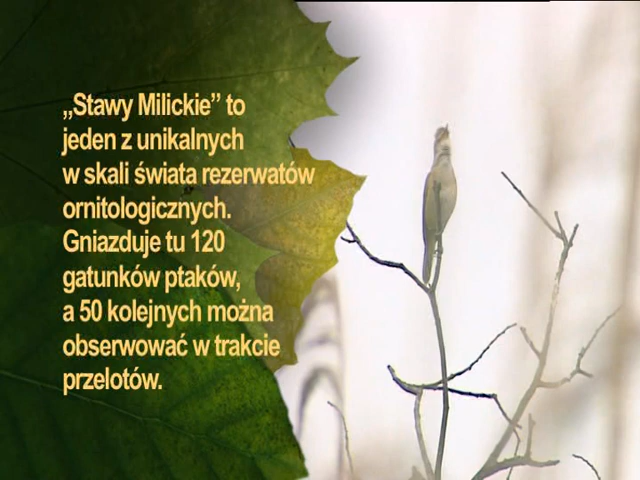 „Stawy Milickie” to
jeden z unikalnych
w skali świata rezerwatów
ornitologicznych.
Gniazduje tu 120
gatunków ptaków,
a 50 kolejnych można
obserwować w trakcie
przelotów.